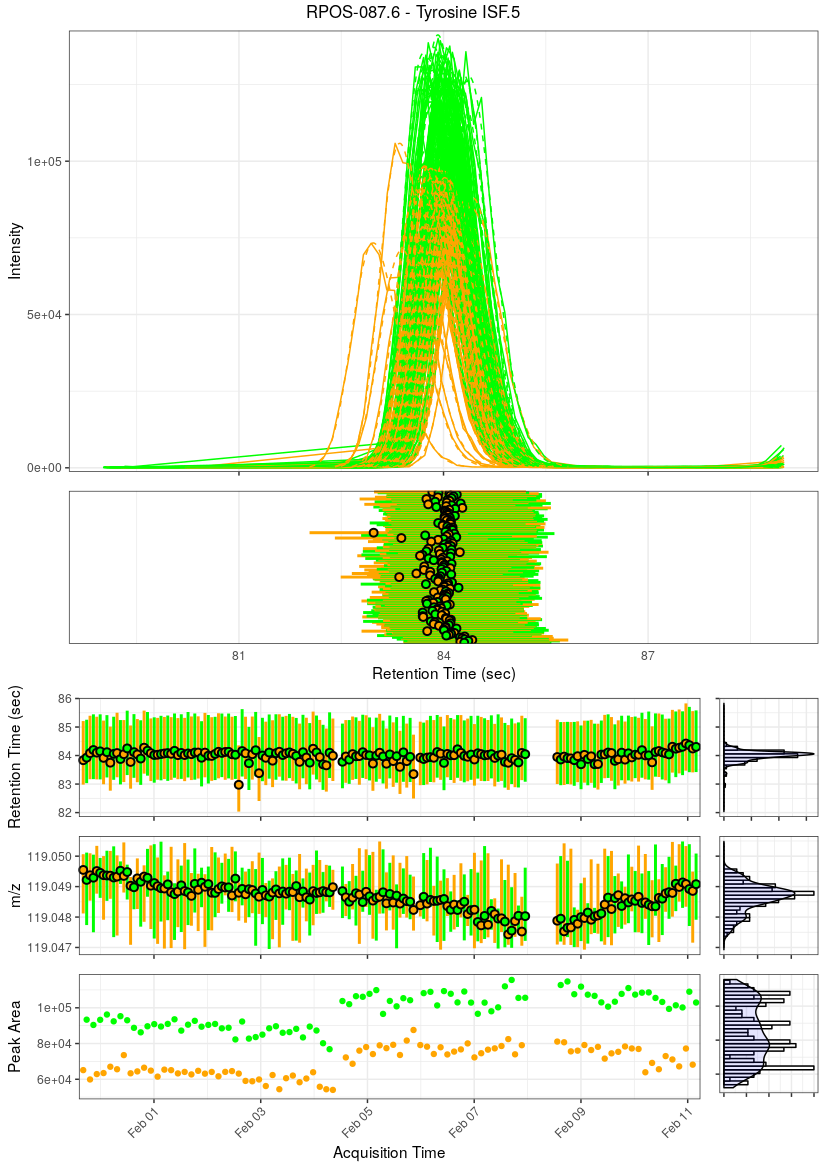 RPOS-087.6 - Tyrosine ISF.5
Intensity
1e+05
5e+04
0e+00
81
84
87
Retention Time (sec)
Retention Time (sec)
86
85
84
83
82
m/z
119.050
119.049
119.048
119.047
Peak Area
1e+05
8e+04
6e+04
Feb 01
Feb 03
Feb 05
Feb 07
Feb 09
Feb 11
Acquisition Time